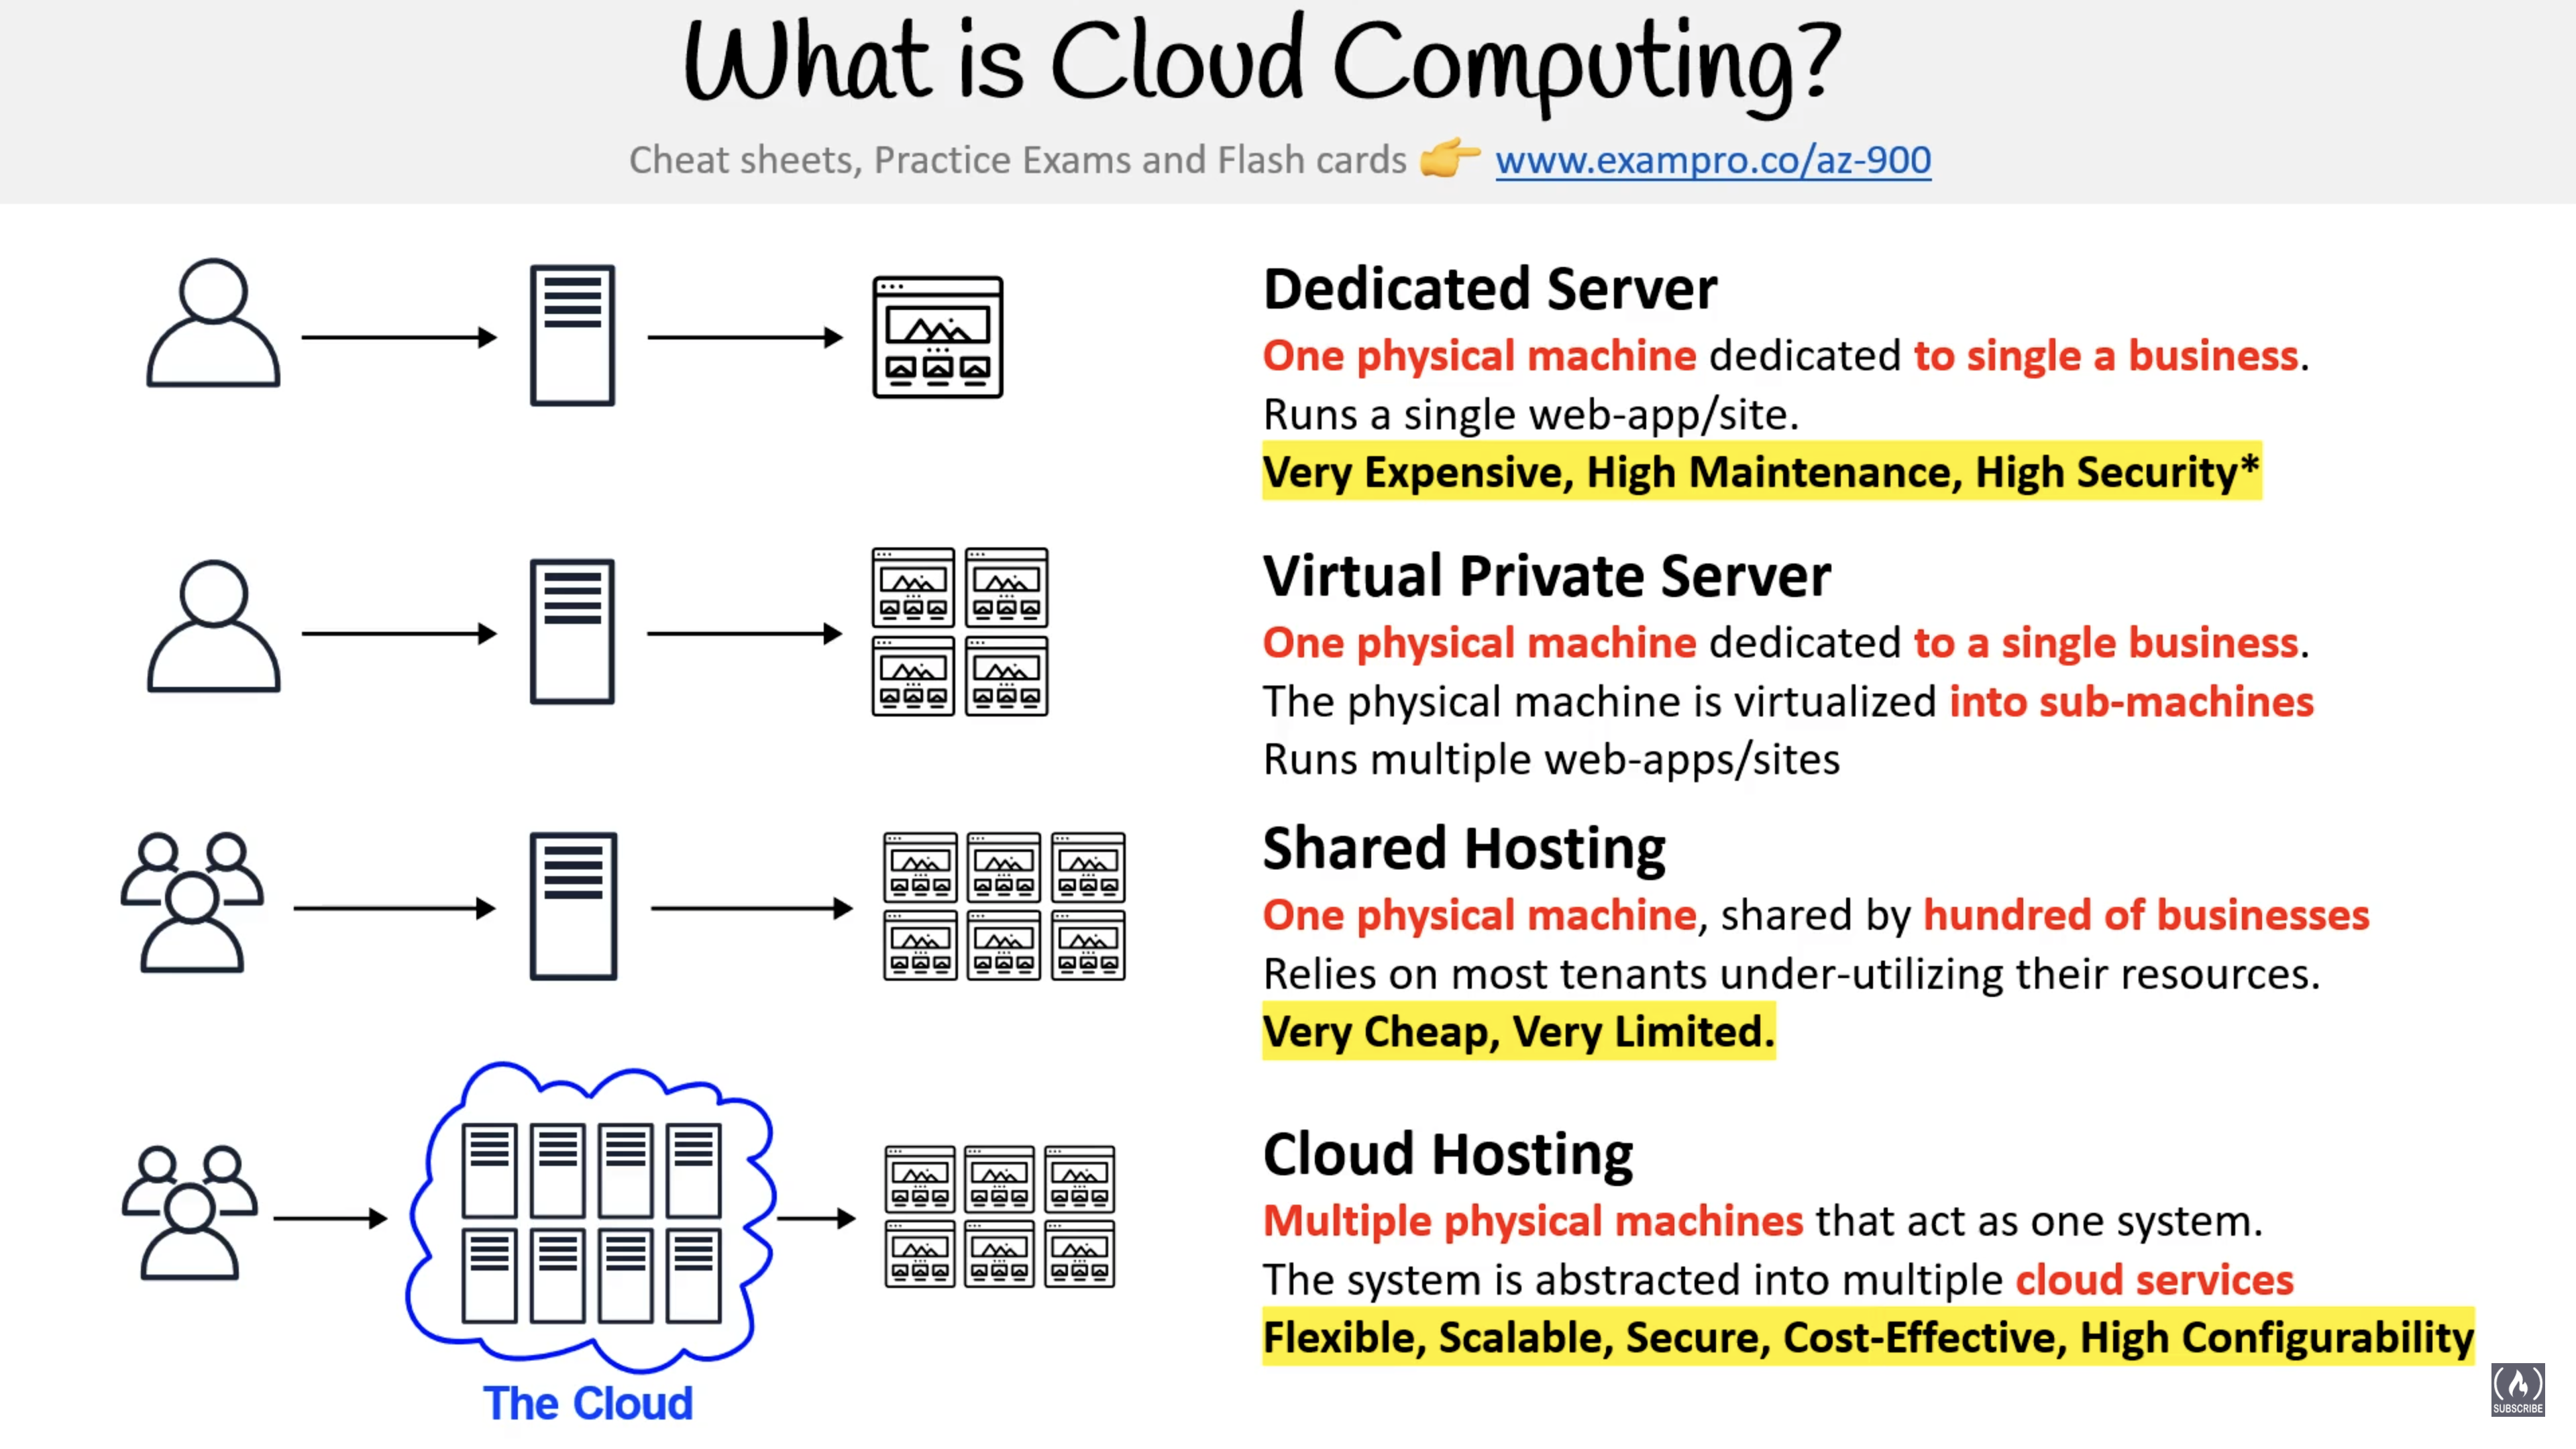 What is Cloud Computing?
Cheat sheets, Practice Exams and Flash cards 👉 www.exampro.co/az-900
Dedicated Server
One physical machine dedicated to single a business.
Runs a single web-app/site.
Very Expensive, High Maintenance, High Security*
Virtual Private Server
One physical machine dedicated to a single business.
The physical machine is virtualized into sub-machines
Runs multiple web-apps/sites
Shared Hosting
One physical machine, shared by hundred of businesses
Relies on most tenants under-utilizing their resources.
Very Cheap, Very Limited.
Cloud Hosting
Multiple physical machines that act as one system.
The system is abstracted into multiple cloud services
Flexible, Scalable, Secure, Cost-Effective, High Configurability
The Cloud
SUBSCRIBE